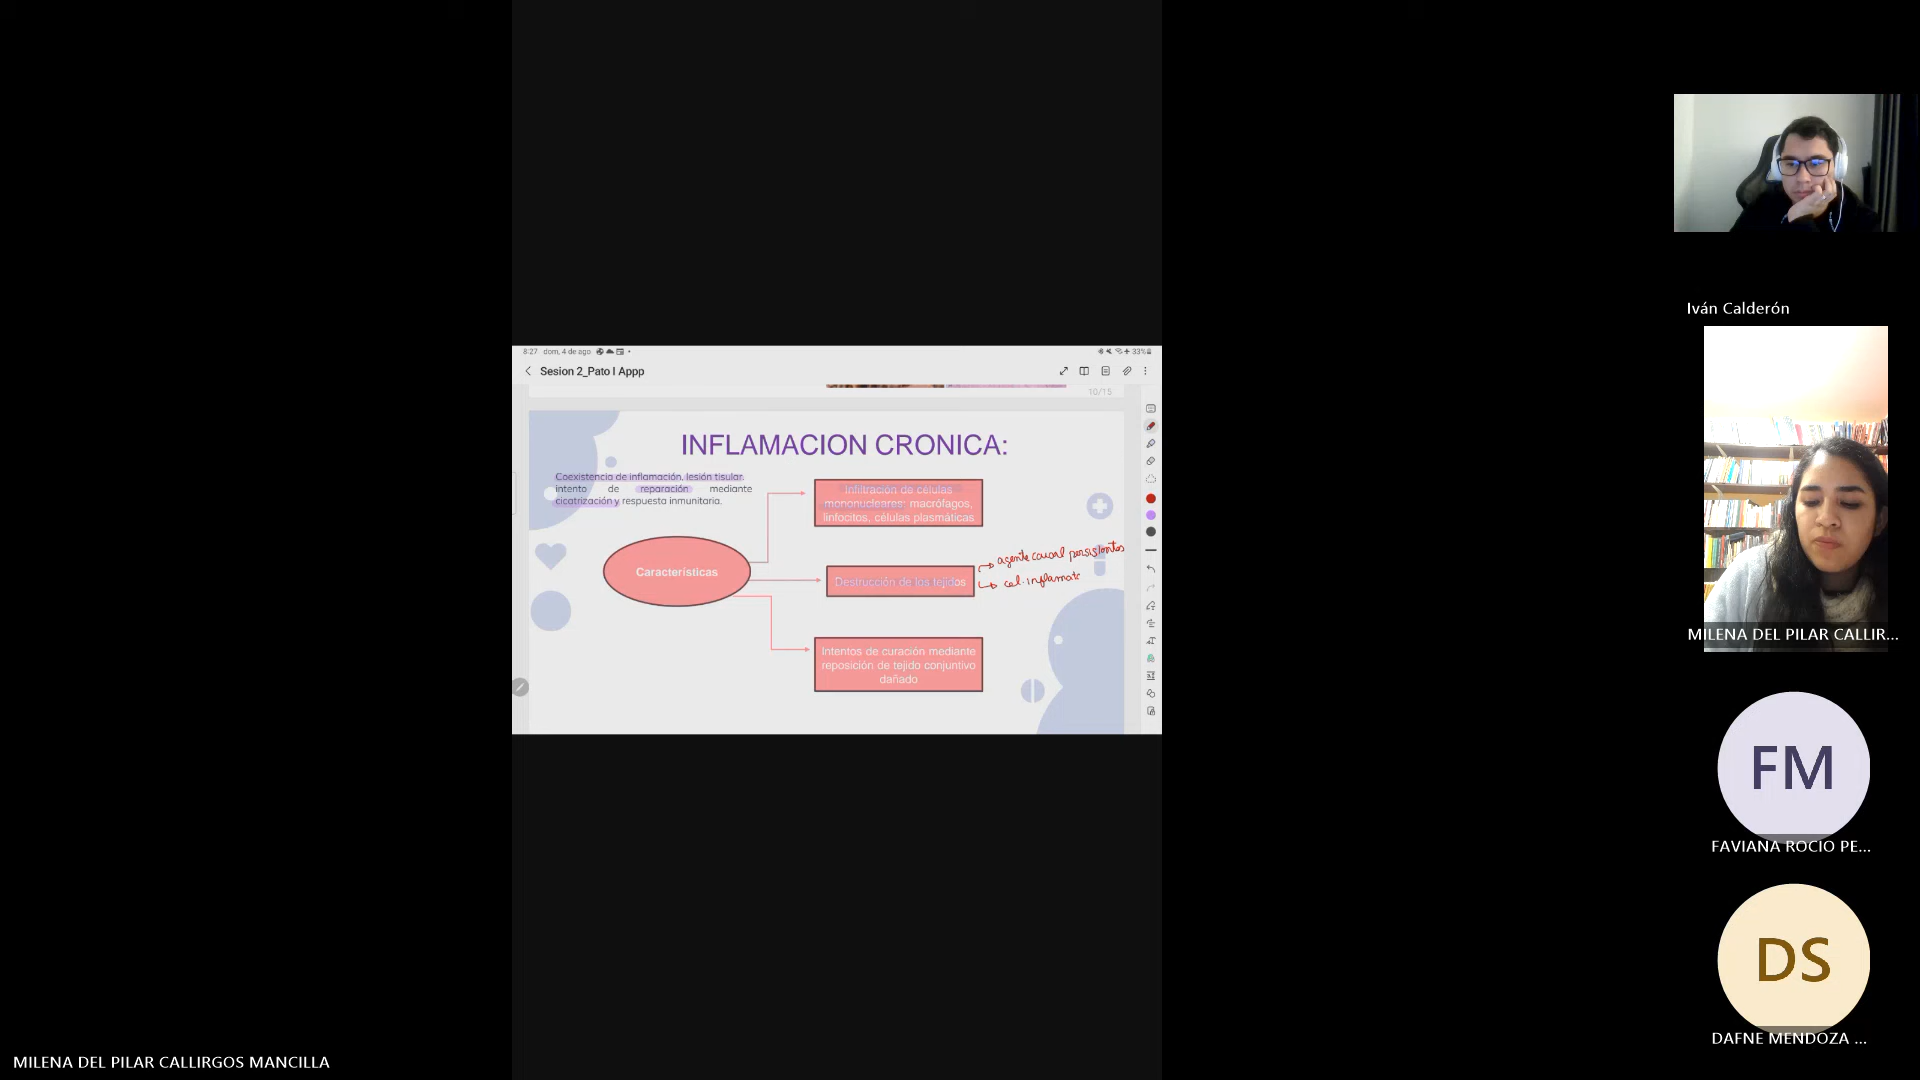 8:27 dom, 4 de ago
33%
Sesion 2_Pato I Appp
10/15
INFLAMACION CRONICA:
Coexistencia de inflamación, lesión tisular,
intento de reparación mediante
cicatrización y respuesta inmunitaria.
Infiltración de células
mononucleares: macrófagos,
linfocitos, células plasmáticas
Características
Destrucción de los tejidos
agente causal persistontos
cel. inflamato
Intentos de curación mediante
reposición de tejido conjuntivo
dañado
Iván Calderón
MILENA DEL PILAR CALLIR...
FM
FAVIANA ROCIO PE...
DS
DAFNE MENDOZA ...
MILENA DEL PILAR CALLIRGOS MANCILLA